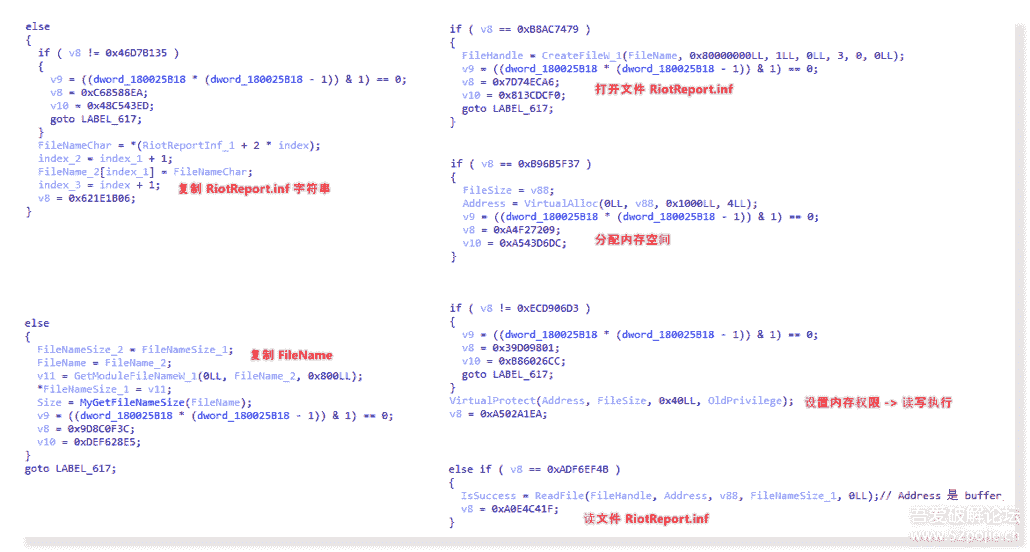 else
{
if ( v8 != 0x46D7B135 )
{
v9 = ((dword_180025B18 * (dword_180025B18 - 1)) & 1) == 0;
v8 = 0xC68588EA;
v10 = 0x48C543ED;
goto LABEL_617;
}
FileNameChar = *(RiotReportInf_1 + 2 * index);
index_2 = index_1 + 1;
FileName_2[index_1] = FileNameChar;
index_3 = index + 1;
复制 RiotReport.inf 字符串
v8 = 0x621E1B06;
}
else
{
FileNameSize_2 = FileNameSize_1;
复制 FileName
FileName = FileName_2;
v11 = GetModuleFileNameW_1(0LL, FileName_2, 0x800LL);
*FileNameSize_1 = v11;
Size = MyGetFileNameSize(FileName);
v9 = ((dword_180025B18 * (dword_180025B18 - 1)) & 1) == 0;
v8 = 0x9D8C0F3C;
v10 = 0xDEF628E5;
}
goto LABEL_617;
if ( v8 == 0xB8AC7479 )
{
FileHandle = CreateFileW_1(FileName, 0x80000000LL, 1LL, 0LL, 3, 0, 0LL);
v9 = ((dword_180025B18 * (dword_180025B18 - 1)) & 1) == 0;
v8 = 0x7D74ECA6;
v10 = 0x813CDCF0;
打开文件 RiotReport.inf
goto LABEL_617;
}
if ( v8 == 0xB96B5F37 )
{
FileSize = v88;
Address = VirtualAlloc(0LL, v88, 0x1000LL, 4LL);
v9 = ((dword_180025B18 * (dword_180025B18 - 1)) & 1) == 0;
v8 = 0xA4F27209;
v10 = 0xA543D6DC;
分配内存空间
}
if ( v8 != 0xECD906D3 )
{
v9 = ((dword_180025B18 * (dword_180025B18 - 1)) & 1) == 0;
v8 = 0x39D09801;
v10 = 0xB86026CC;
goto LABEL_617;
}
VirtualProtect(Address, FileSize, 0x40LL, OldPrivilege);
设置内存权限 -> 读写执行
v8 = 0xA502A1EA;
else if ( v8 == 0xADF6EF4B )
{
IsSuccess = ReadFile(FileHandle, Address, v88, FileNameSize_1, 0LL);// Address 是 buffer
v8 = 0xA0E4C41F;
读文件 RiotReport.inf
}
吾爱破解论坛
www.52pojie.cn